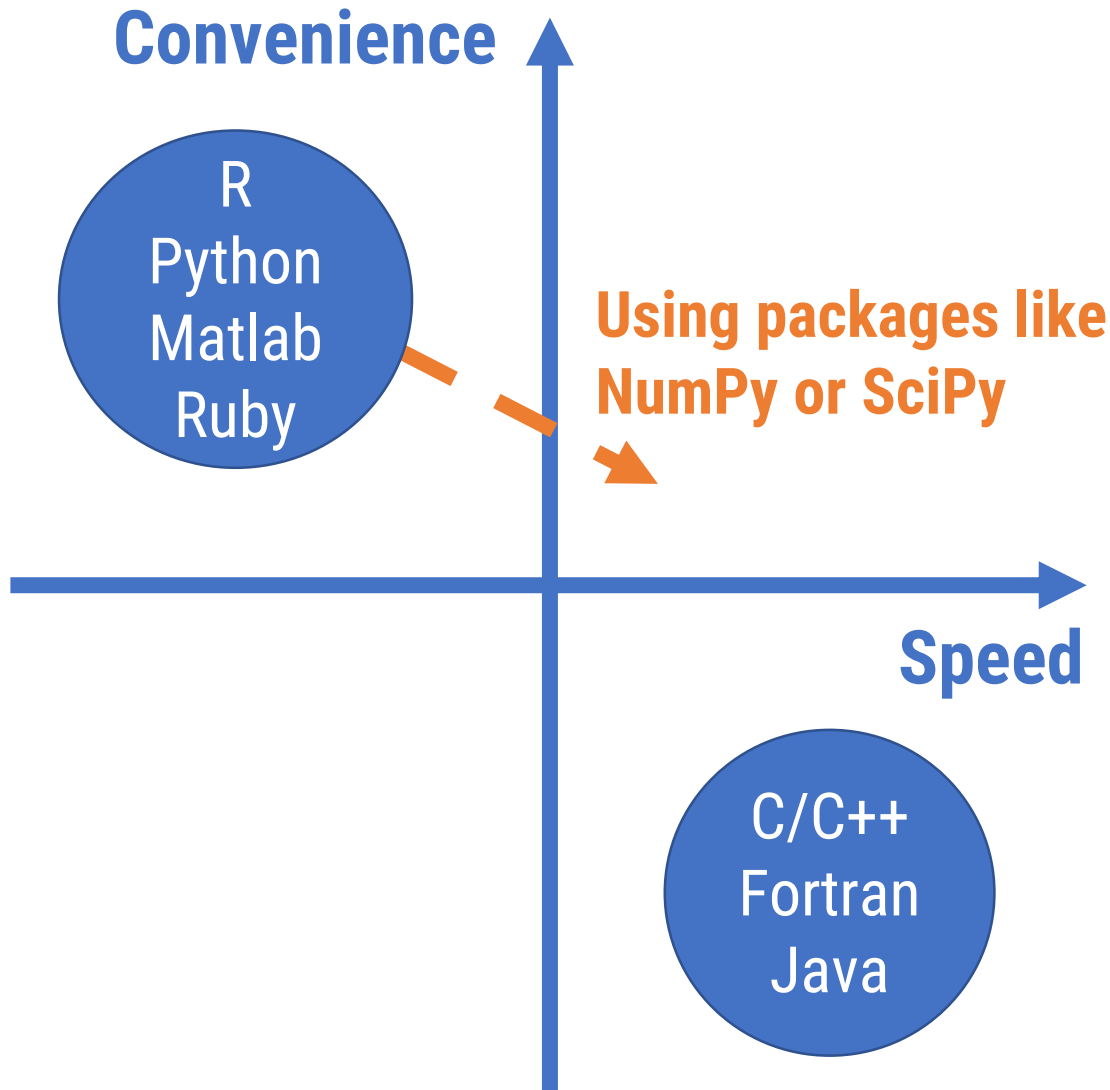 Convenience
R
Python
Matlab
Ruby
Using packages like
NumPy or SciPy
Speed
C/C++
Fortran
Java